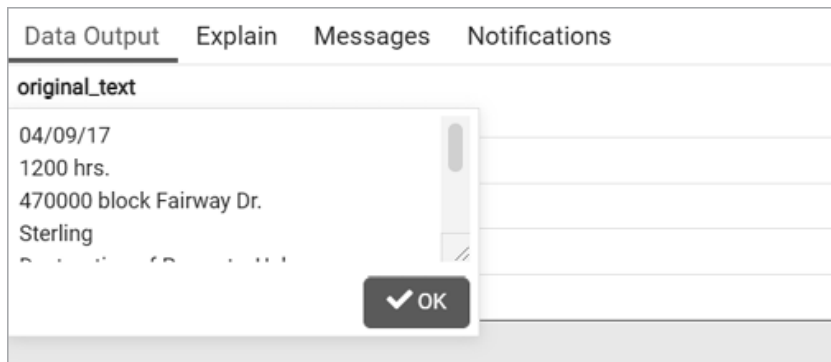 Data Output Explain Messages Notifications
original_text
04/09/17
1200 hrs.
470000 block Fairway Dr.
Sterling
OK